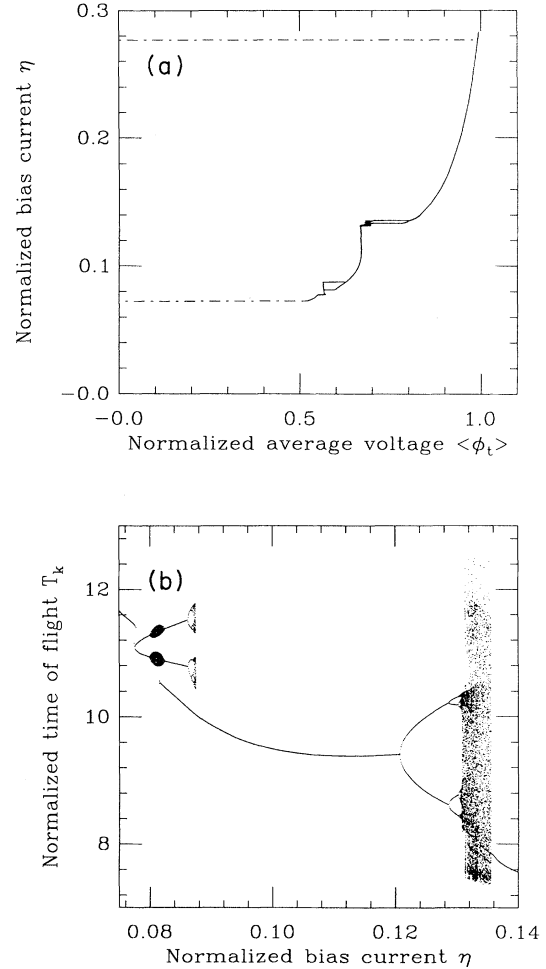 0.3
(a)
Normalized bias current η
0.2
0.1
−0.0
−0.0
0.5
1.0
Normalized average voltage <ϕₜ>
(b)
Normalized time of flight Tₖ
12
10
8
0.08
0.10
0.12
0.14
Normalized bias current η